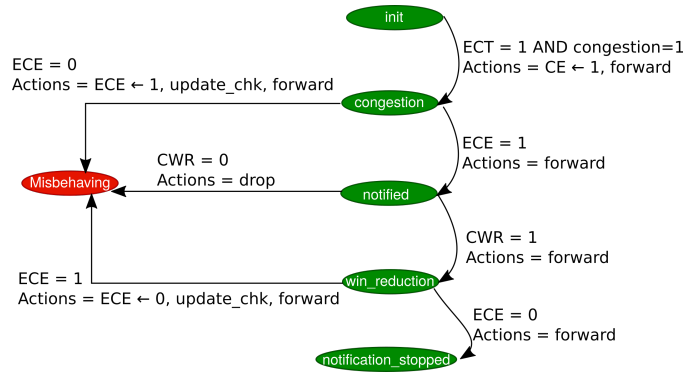 init
ECT = 1 AND congestion=1
Actions = CE ← 1, forward
ECE = 0
Actions = ECE ← 1, update_chk, forward
congestion
ECE = 1
Actions = forward
CWR = 0
Actions = drop
Misbehaving
notified
CWR = 1
Actions = forward
ECE = 1
Actions = ECE ← 0, update_chk, forward
win_reduction
ECE = 0
Actions = forward
notification_stopped